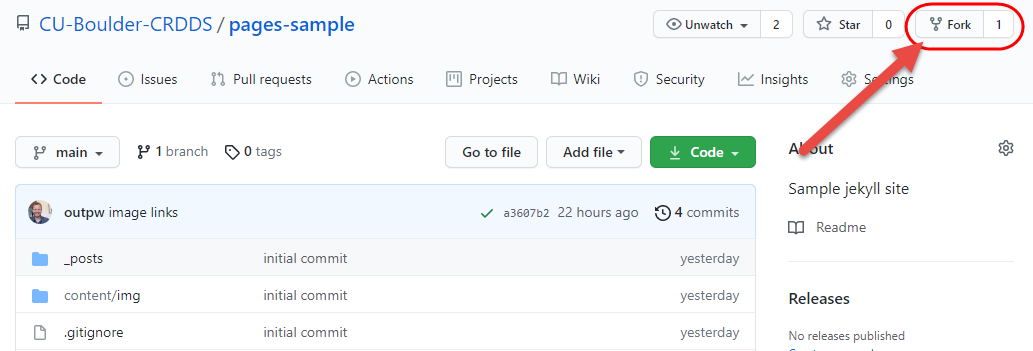 CU-Boulder-CRDDS / pages-sample Unwatch 2 Star 0 Fork 1
Code Issues Pull requests Actions Projects Wiki Security Insights Settings
main 1 branch 0 tags Go to file Add file Code
About
outpw image links a3607b2 22 hours ago 4 commits
Sample jekyll site
Readme
_posts initial commit yesterday
content/img initial commit yesterday
Releases
.gitignore initial commit yesterday
No releases published